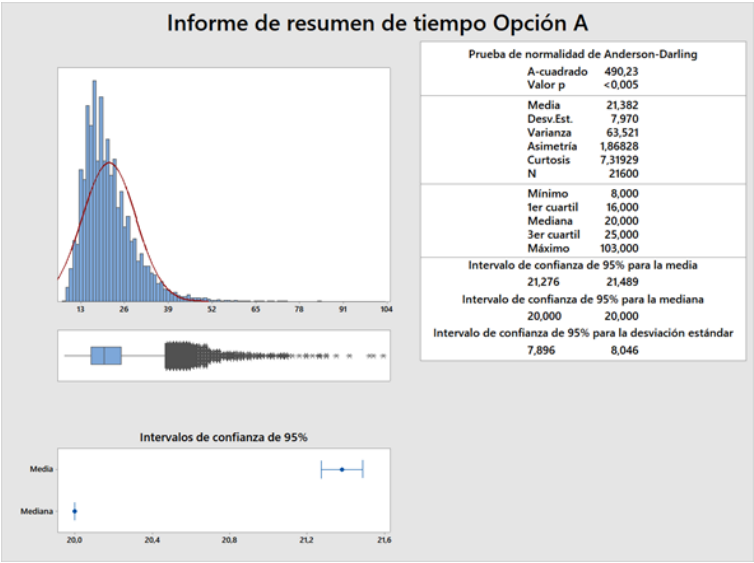 Informe de resumen de tiempo Opción A
13 26 39 52 65 78 91 104
Intervalos de confianza de 95%
Media
Mediana
20,0 20,4 20,8 21,2 21,6
Prueba de normalidad de Anderson-Darling
A-cuadrado 490,23
Valor p <0,005
Media 21,382
Desv.Est. 7,970
Varianza 63,521
Asimetría 1,86828
Curtosis 7,31929
N 21600
Mínimo 8,000
1er cuartil 16,000
Mediana 20,000
3er cuartil 25,000
Máximo 103,000
Intervalo de confianza de 95% para la media
21,276 21,489
Intervalo de confianza de 95% para la mediana
20,000 20,000
Intervalo de confianza de 95% para la desviación estándar
7,896 8,046